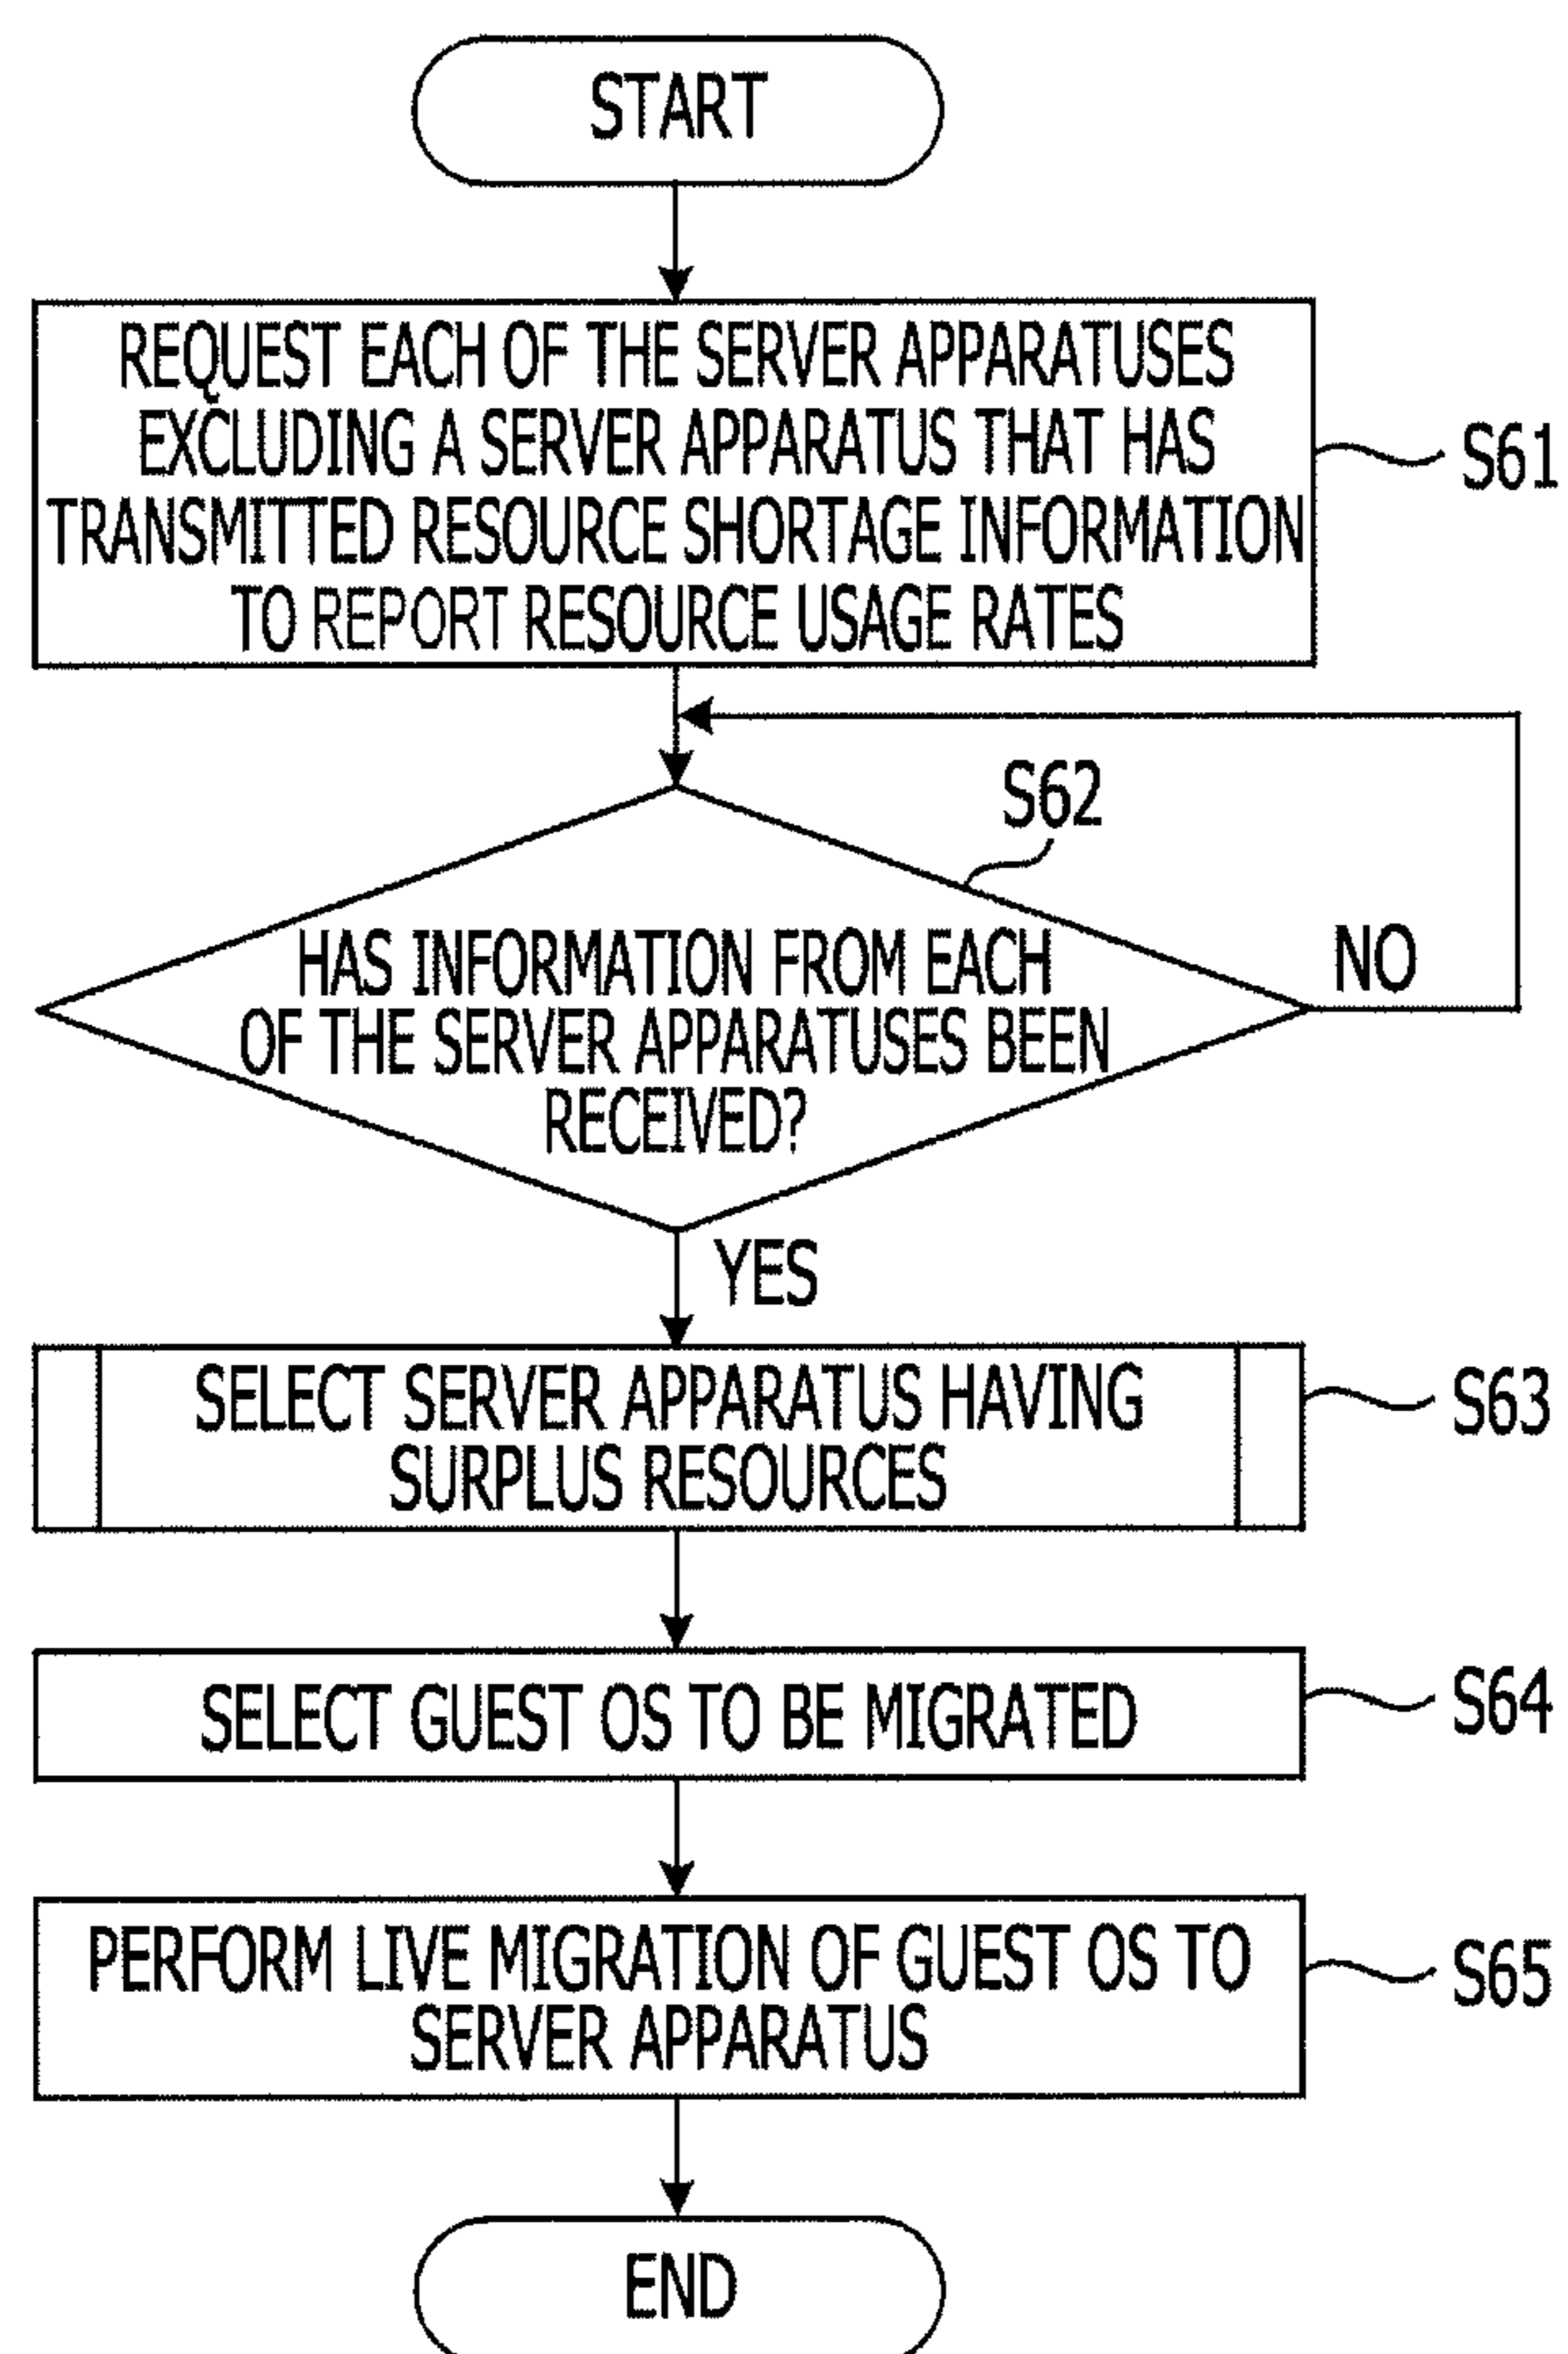 START
REQUEST EACH OF THE SERVER APPARATUSES
EXCLUDING A SERVER APPARATUS THAT HAS
TRANSMITTED RESOURCE SHORTAGE INFORMATION
TO REPORT RESOURCE USAGE RATES
S61
S62
HAS INFORMATION FROM EACH
OF THE SERVER APPARATUSES BEEN
RECEIVED?
NO
YES
SELECT SERVER APPARATUS HAVING
SURPLUS RESOURCES
S63
SELECT GUEST OS TO BE MIGRATED
S64
PERFORM LIVE MIGRATION OF GUEST OS TO
SERVER APPARATUS
S65
END